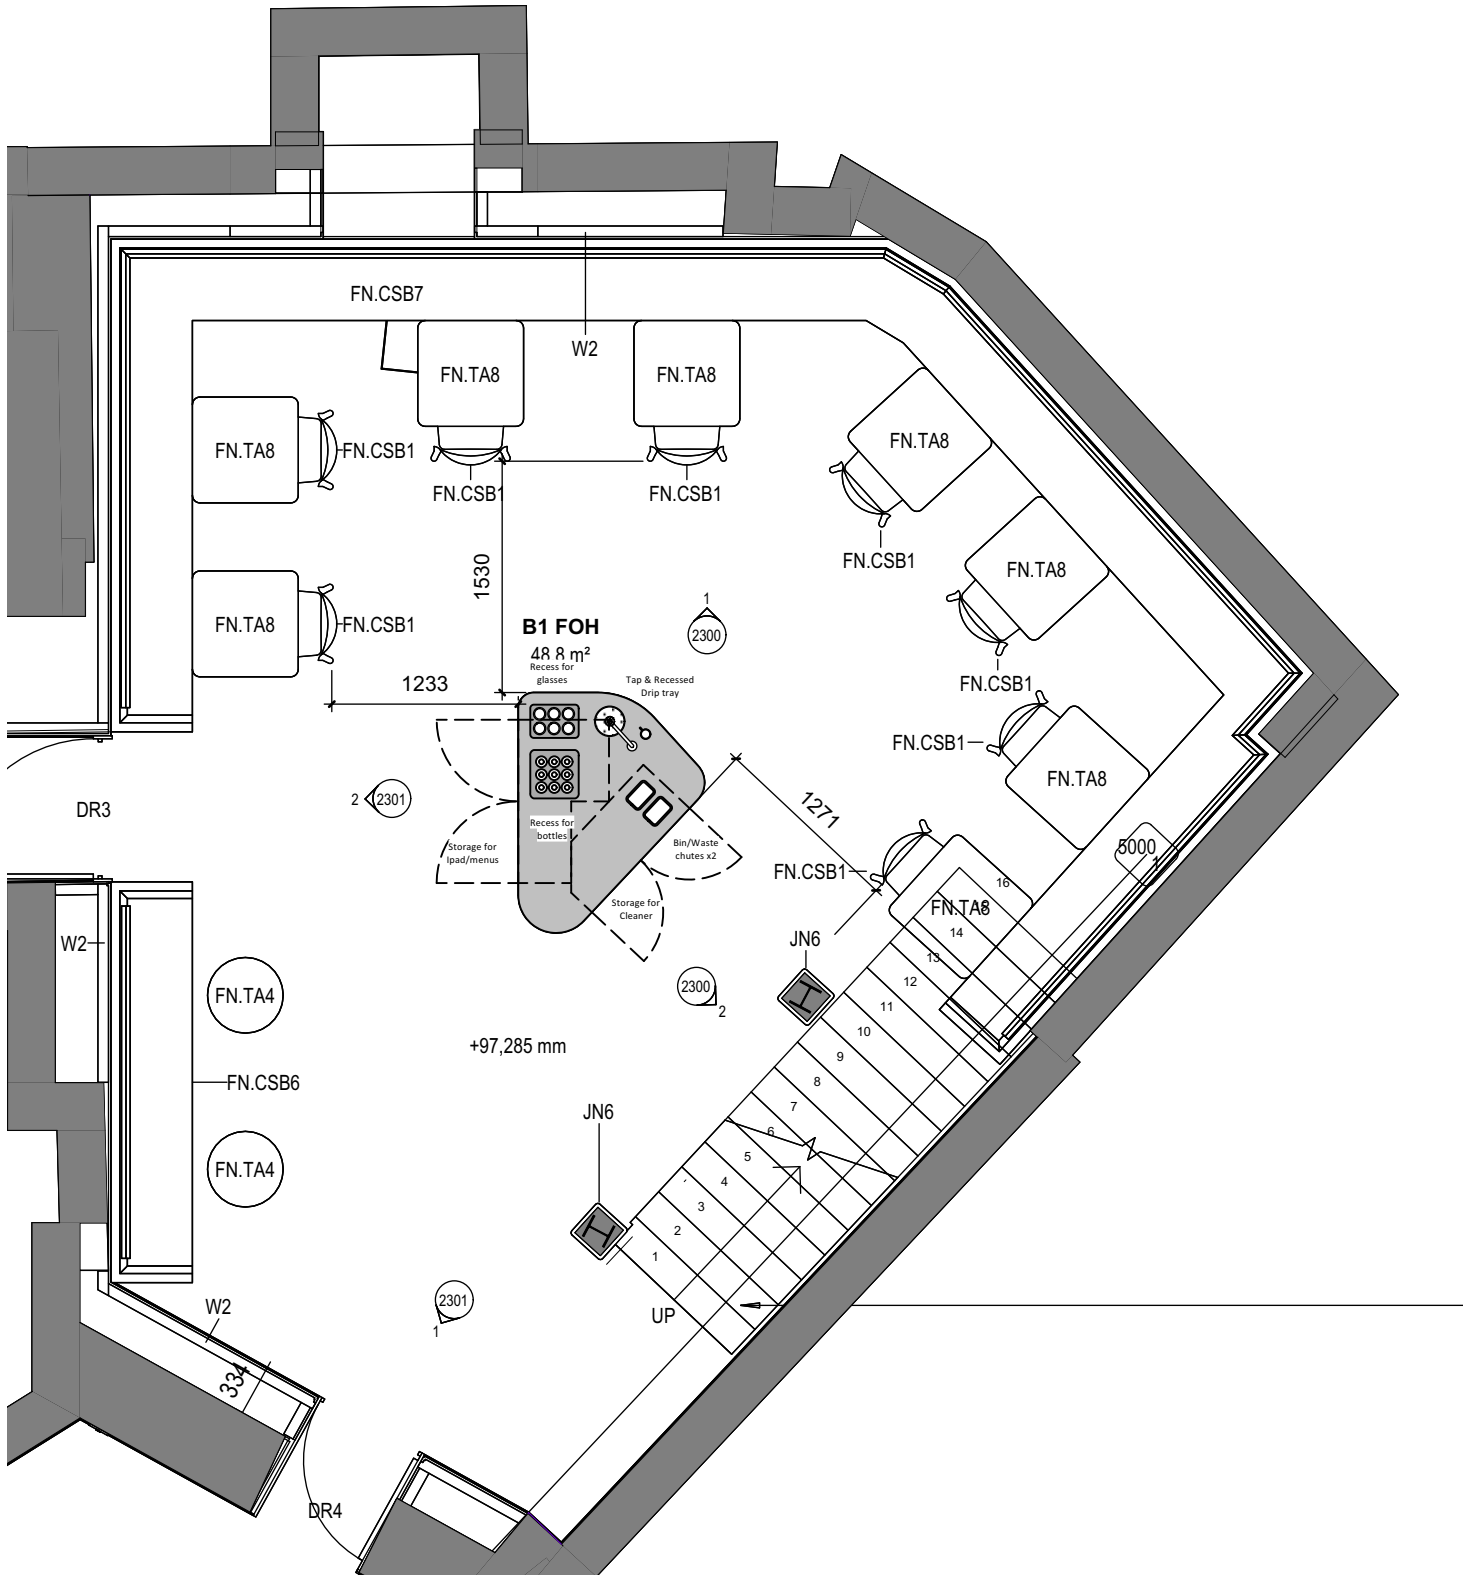 FN.CSB7
W2
FN.TA8
FN.TA8
FN.TA8
FN.TA8
FN.CSB1
FN.CSB1
FN.CSB1
FN.CSB1
FN.TA8
1530
1
2300
FN.TA8
FN.CSB1
B1 FOH
48.8 m²
Recess for
glasses
Tap & Recessed
Drip tray
1233
FN.CSB1
FN.CSB1
FN.TA8
2
2301
DR3
1271
Recess for
bottles
Storage for
Ipad/menus
Bin/Waste
chutes x2
5000
1
FN.CSB1
FN.TA8
Storage for
Cleaner
JN6
W2
FN.TA4
2300
2
16
15
14
13
12
11
10
9
8
7
6
5
4
3
2
1
+97,285 mm
FN.CSB6
JN6
FN.TA4
W2
2301
1
UP
334
DR4